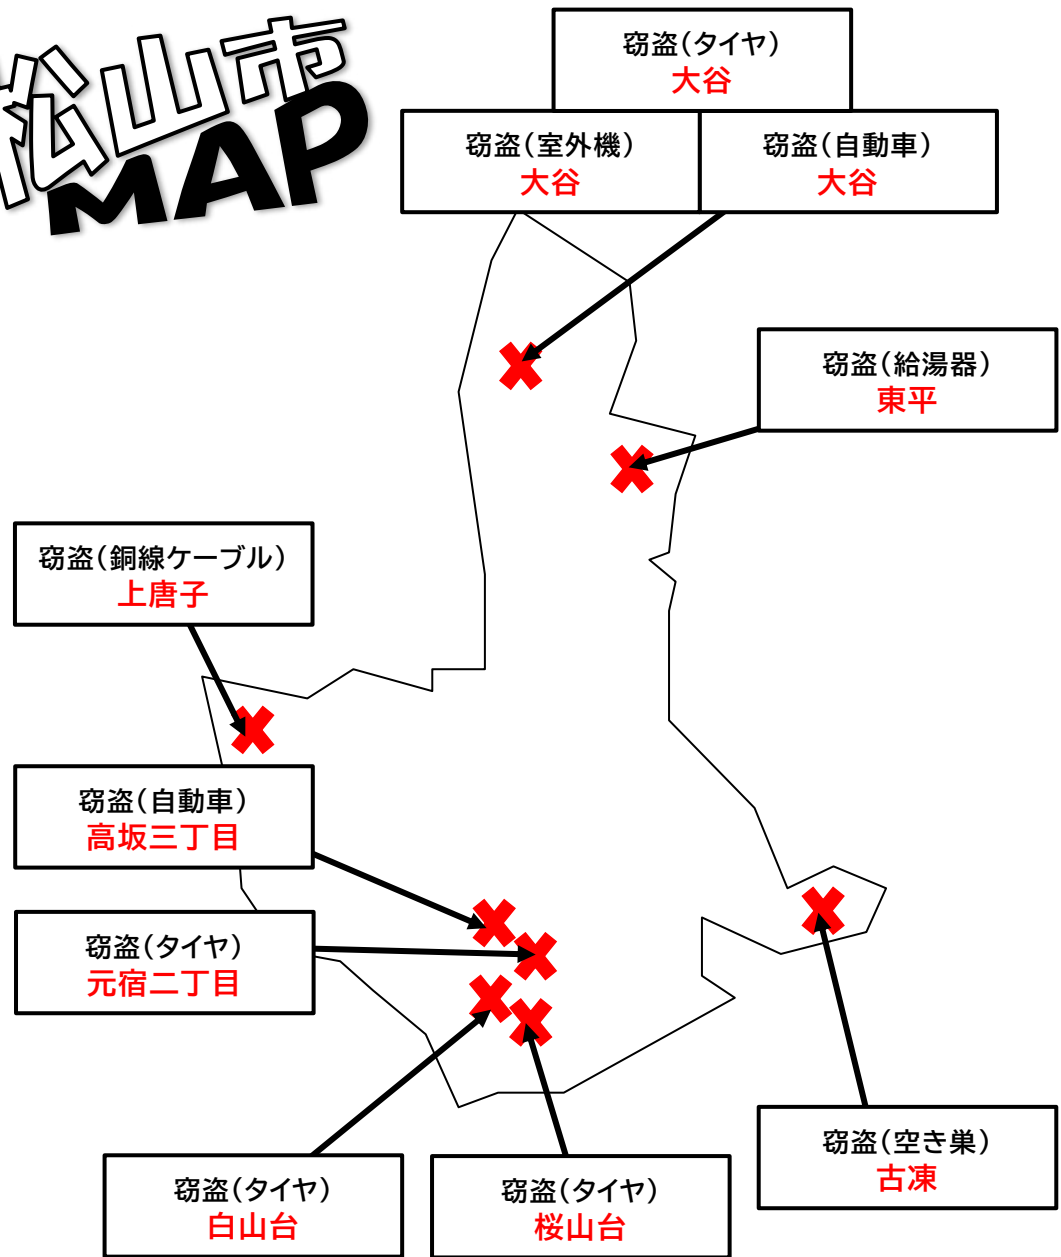 松山市
MAP
窃盗(タイヤ)
大谷
窃盗(室外機)
大谷
窃盗(自動車)
大谷
窃盗(給湯器)
東平
窃盗(銅線ケーブル)
上唐子
窃盗(自動車)
高坂三丁目
窃盗(タイヤ)
元宿二丁目
窃盗(タイヤ)
白山台
窃盗(タイヤ)
桜山台
窃盗(空き巣)
古凍